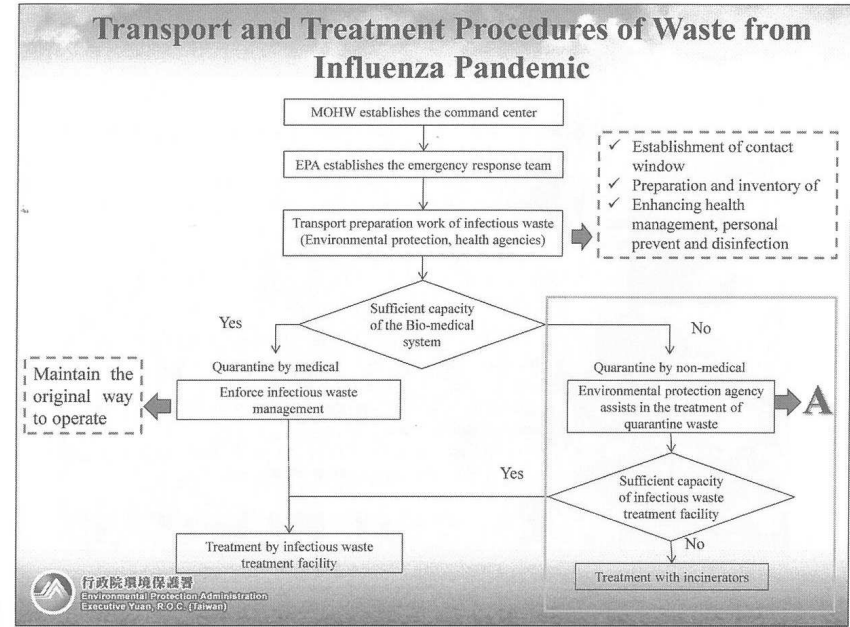 Transport and Treatment Procedures of Waste from
Influenza Pandemic
MOHW establishes the command center
EPA establishes the emergency response team
Transport preparation work of infectious waste
(Environmental protection, health agencies)
✓ Establishment of contact
window
✓ Preparation and inventory of
✓ Enhancing health
management, personal
prevent and disinfection
Sufficient capacity
of the Bio-medical
system
Yes
No
Quarantine by medical
Quarantine by non-medical
Maintain the
original way
to operate
Enforce infectious waste
management
Environmental protection agency
assists in the treatment of
quarantine waste
A
Yes
Sufficient capacity
of infectious waste
treatment facility
No
Treatment by infectious waste
treatment facility
Treatment with incinerators
行政院環境保護署
Environmental Protection Administration
Executive Yuan, R.O.C. (Taiwan)